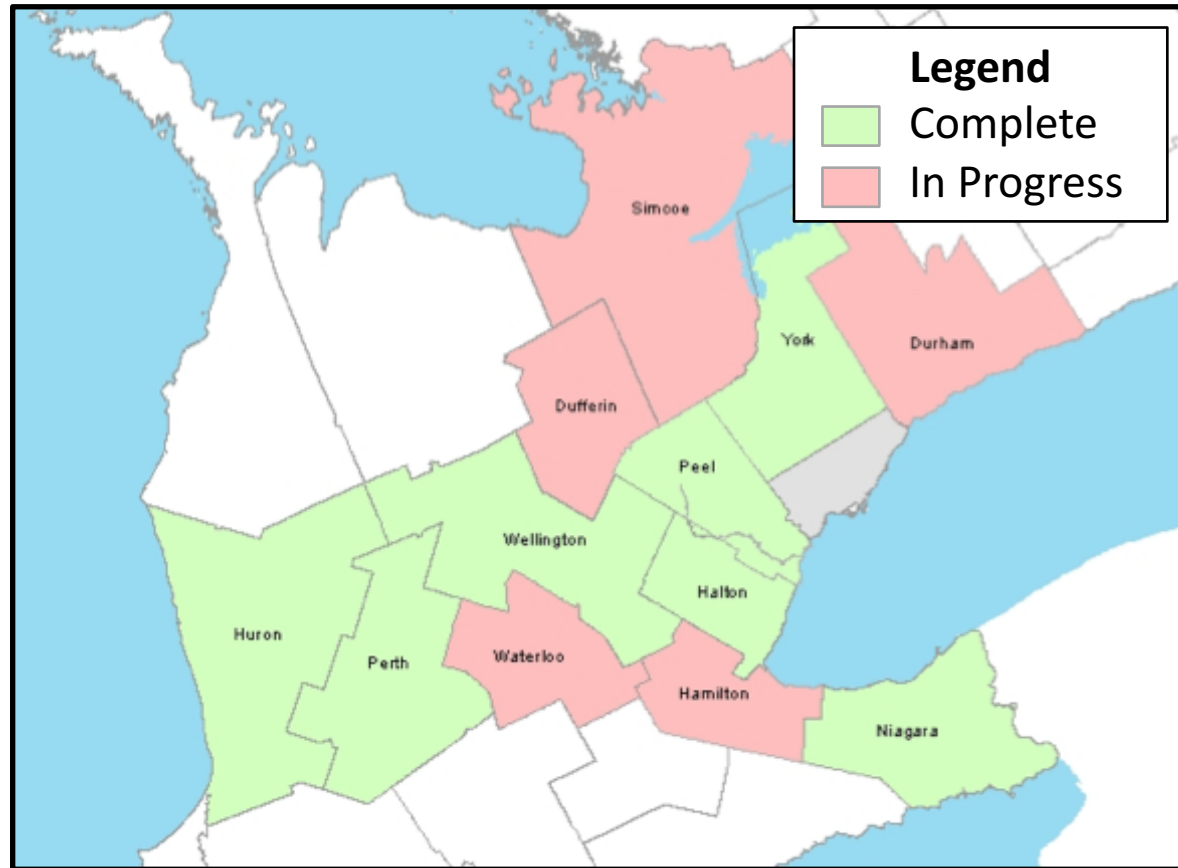 Legend
Complete
In Progress
Simcoe
York
Durham
Dufferin
Peel
Wellington
Halton
Huron
Perth
Waterloo
Hamilton
Niagara